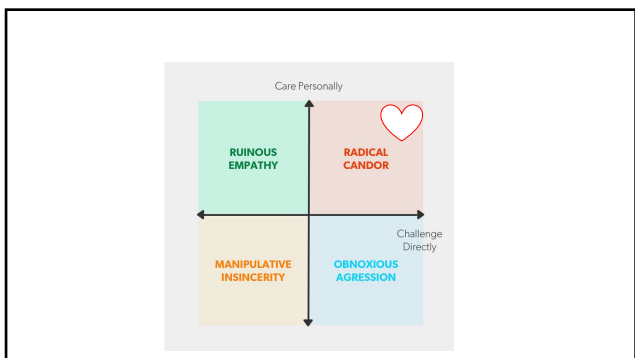 Care Personally
RUINOUS
EMPATHY
RADICAL
CANDOR
Challenge
Directly
MANIPULATIVE
INSINCERITY
OBNOXIOUS
AGRESSION